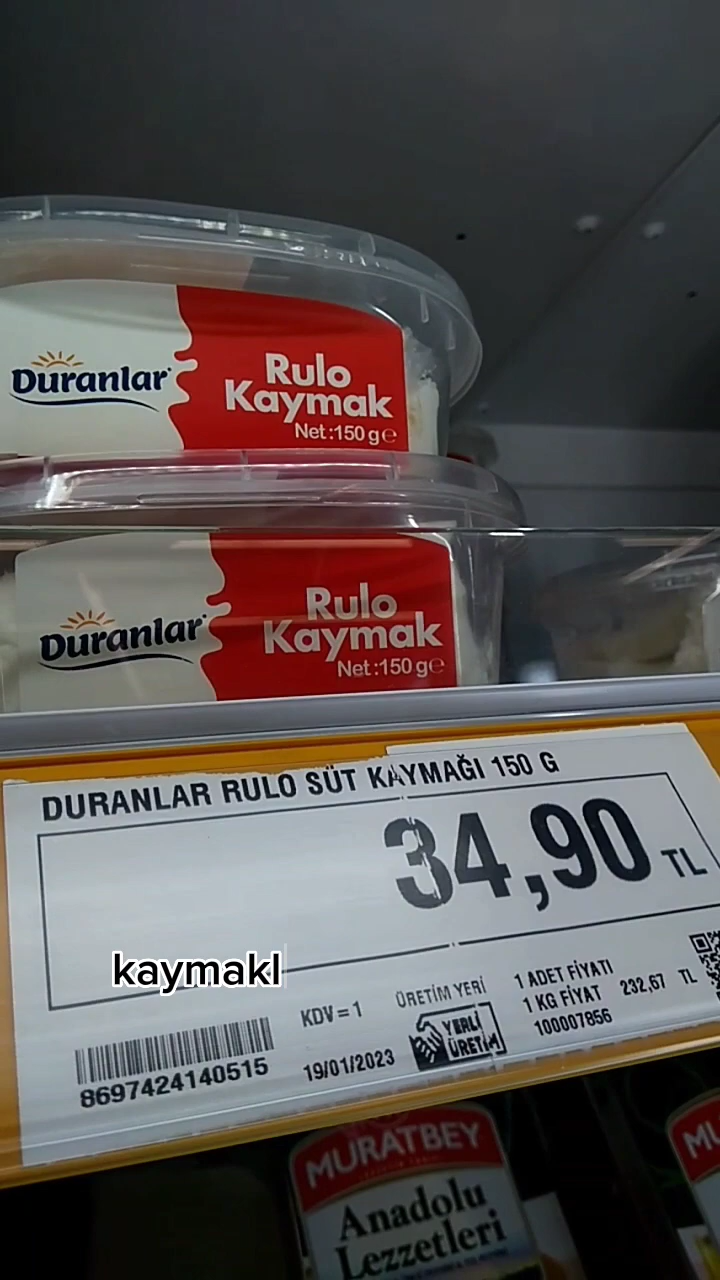 Duranlar
Rulo
Kaymak
Net:150 g℮
Duranlar
Rulo
Kaymak
Net:150 g℮
DURANLAR RULO SÜT KAYMAĞI 150 G
34,90 TL
kaymakl
KDV = 1
ÜRETİM YERİ
1 ADET FİYATI
1 KG FİYAT 232,67 TL
100007856
YERLİ
ÜRETİM
19/01/2023
8697424140515
MURATBEY
Anadolu
Lezzetleri
MU